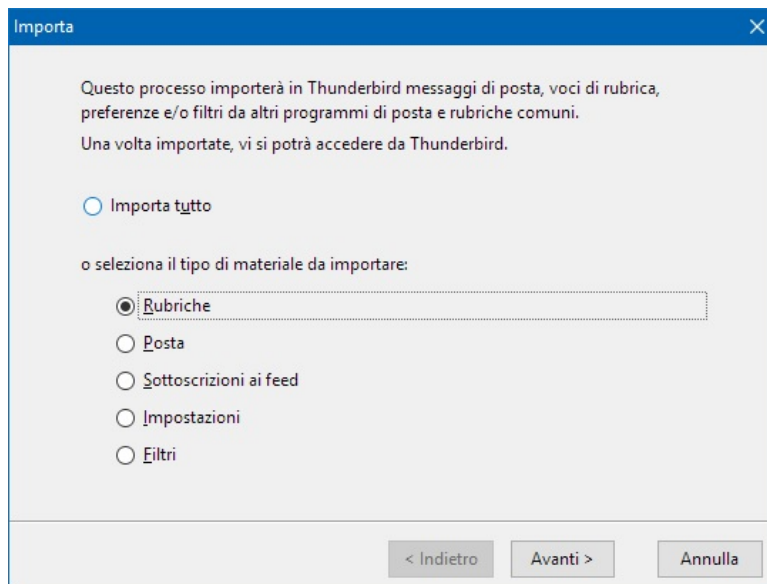 Importa
Questo processo importerà in Thunderbird messaggi di posta, voci di rubrica,
preferenze e/o filtri da altri programmi di posta e rubriche comuni.
Una volta importate, vi si potrà accedere da Thunderbird.
Importa tutto
o seleziona il tipo di materiale da importare:
Rubriche
Posta
Sottoscrizioni ai feed
Impostazioni
Filtri
< Indietro Avanti > Annulla